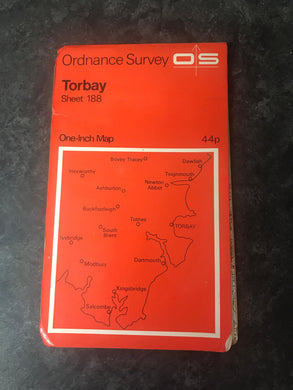 Ordnance Survey OS
Torbay
Sheet 188
One-Inch Map 44p
Bovey Tracey
Dawlish
Teignmouth
Hexworthy
Newton
Abbot
Ashburton
Buckfastleigh
Totnes
TORBAY
South
Brent
Ivybridge
Dartmouth
Modbury
Kingsbridge
Salcombe